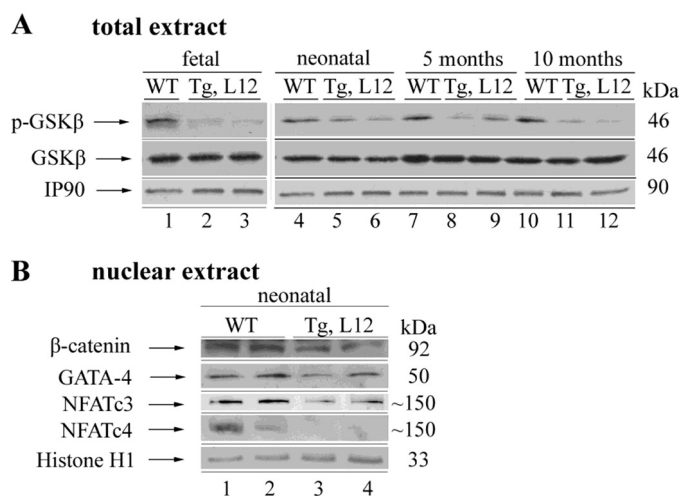 A total extract
fetal neonatal 5 months 10 months
WT Tg, L12 WT Tg, L12 WT Tg, L12 WT Tg, L12 kDa
p-GSKβ 46
GSKβ 46
IP90 90
1 2 3 4 5 6 7 8 9 10 11 12
B nuclear extract
neonatal
WT Tg, L12 kDa
β-catenin 92
GATA-4 50
NFATc3 ~150
NFATc4 ~150
Histone H1 33
1 2 3 4